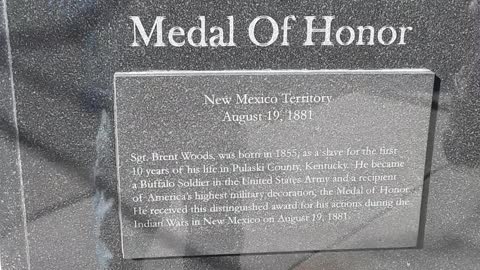 Medal Of Honor
New Mexico Territory
August 19, 1881
Sgt. Brent Woods, was born in 1855, as a slave for the first
10 years of his life in Pulaski County, Kentucky. He became
a Buffalo Soldier in the United States Army and a recipient
of America's highest military decoration, the Medal of Honor.
He received this distinguished award for his actions during the
Indian Wars in New Mexico on August 19, 1881.